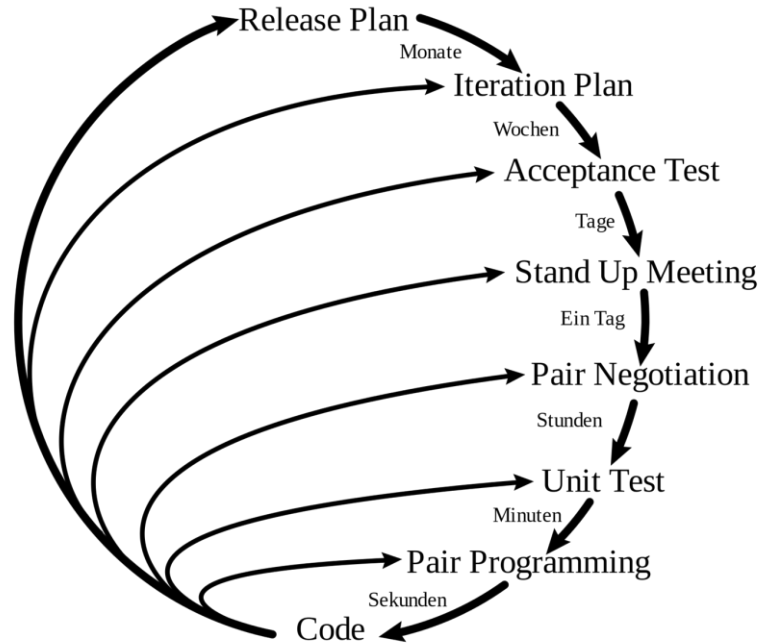 Release Plan
Monate
Iteration Plan
Wochen
Acceptance Test
Tage
Stand Up Meeting
Ein Tag
Pair Negotiation
Stunden
Unit Test
Minuten
Pair Programming
Sekunden
Code